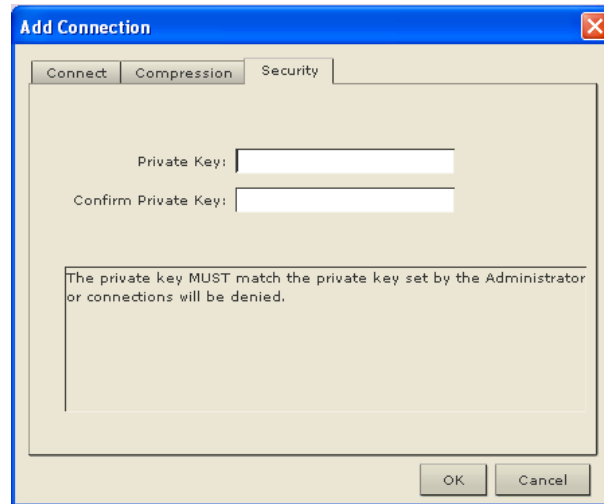 Add Connection
Connect Compression Security
Private Key:
Confirm Private Key:
The private key MUST match the private key set by the Administrator
or connections will be denied.
OK Cancel